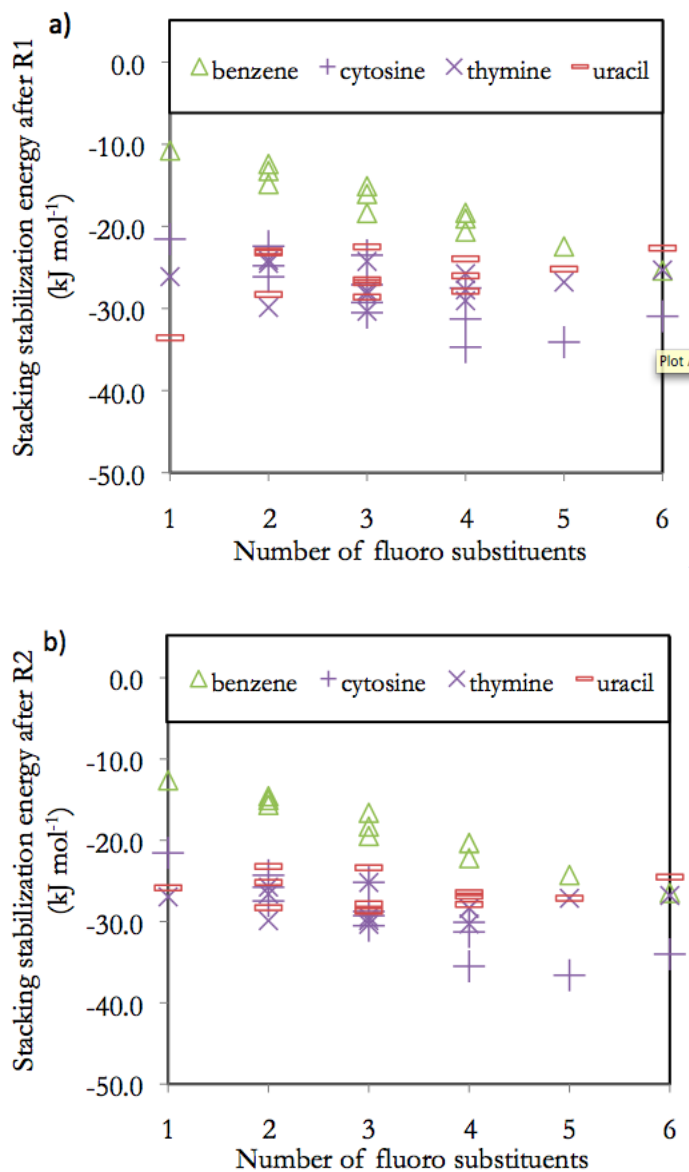 a)
Stacking stabilization energy after R1
(kJ mol⁻¹)
0.0
-10.0
-20.0
-30.0
-40.0
-50.0
benzene cytosine thymine uracil
Plot
1 2 3 4 5 6
Number of fluoro substituents
b)
Stacking stabilization energy after R2
(kJ mol⁻¹)
0.0
-10.0
-20.0
-30.0
-40.0
-50.0
benzene cytosine thymine uracil
1 2 3 4 5 6
Number of fluoro substituents